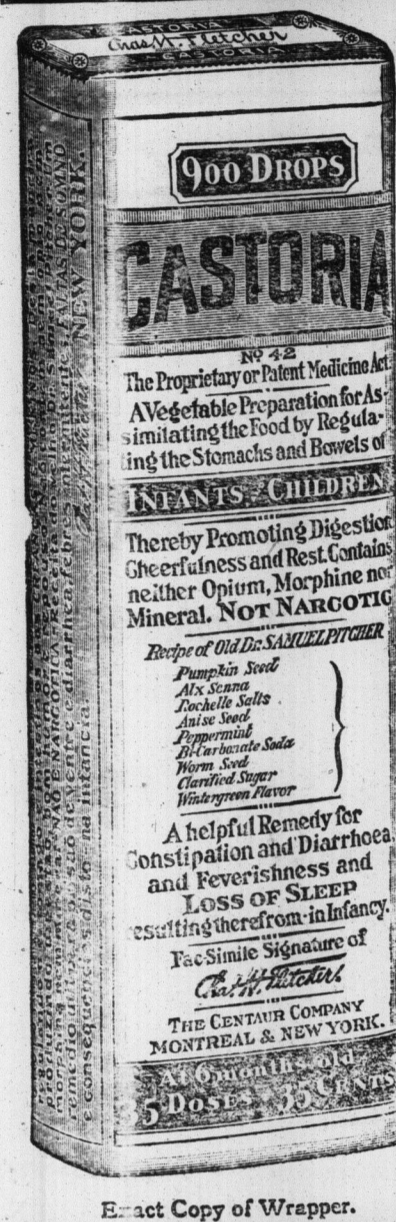 CASTORIA
Chas H. Fletcher
CASTORIA
900 DROPS
CASTORIA
Nº 42
The Proprietary or Patent Medicine Act.
A Vegetable Preparation for As-
similating the Food by Regula-
ting the Stomachs and Bowels of
INFANTS & CHILDREN
Thereby Promoting Digestion
Cheerfulness and Rest. Contains
neither Opium, Morphine nor
Mineral. NOT NARCOTIC
Recipe of Old Dr. SAMUEL PITCHER
Pumpkin Seed
Alx Senna
Rochelle Salts
Anise Seed
Peppermint
Bi Carbonate Soda
Worm Seed
Clarified Sugar
Wintergreen Flavor
A helpful Remedy for
Constipation and Diarrhoea,
and Feverishness and
LOSS OF SLEEP
resulting therefrom-in Infancy.
Fac-Simile Signature of
Chas. H. Fletcher.
THE CENTAUR COMPANY
MONTREAL & NEW YORK.
At 6 months old
35 DOSES - 35 CENTS
NEW YORK.
Exact Copy of Wrapper.